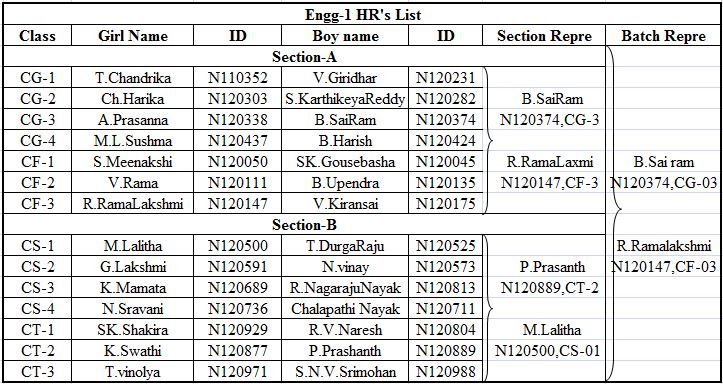 Engg-1 HR's List
Class Girl Name ID Boy name ID Section Repre Batch Repre
Section-A
CG-1 T.Chandrika N110352 V.Giridhar N120231
CG-2 Ch.Harika N120303 S.KarthikeyaReddy N120282 B.SaiRam
CG-3 A.Prasanna N120338 B.SaiRam N120374 N120374,CG-3
CG-4 M.L.Sushma N120437 B.Harish N120424
CF-1 S.Meenakshi N120050 SK.Gousebasha N120045 R.RamaLaxmi B.Sai ram
CF-2 V.Rama N120111 B.Upendra N120135 N120147,CF-3 N120374,CG-03
CF-3 R.RamaLakshmi N120147 V.Kiransai N120175
Section-B
CS-1 M.Lalitha N120500 T.DurgaRaju N120525 R.Ramalakshmi
CS-2 G.Lakshmi N120591 N.vinay N120573 P.Prasanth N120147,CF-03
CS-3 K.Mamata N120689 R.NagarajuNayak N120813 N120889,CT-2
CS-4 N.Sravani N120736 Chalapathi Nayak N120711
CT-1 SK.Shakira N120929 R.V.Naresh N120804 M.Lalitha
CT-2 K.Swathi N120877 P.Prashanth N120889 N120500,CS-01
CT-3 T.vinolya N120971 S.N.V.Srimohan N120988